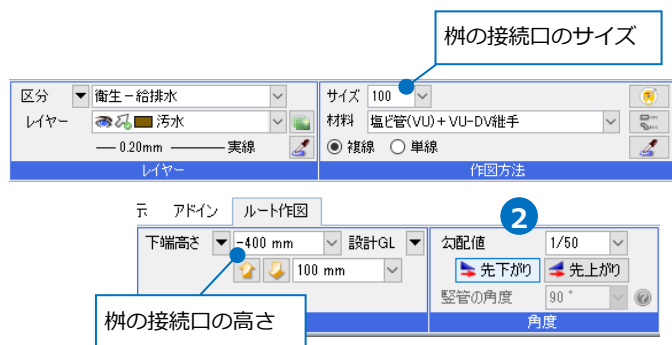 桝の接続口のサイズ
区分 衛生－給排水 サイズ 100
レイヤー 汚水 材料 塩ビ管(VU)＋VU-DV継手
0.20mm 実線 複線 単線
レイヤー 作図方法
示 アドイン ルート作図
2
下端高さ -400 mm 設計GL 勾配値 1/50
100 mm 先下がり 先上がり
竪管の角度 90°
桝の接続口の高さ 角度